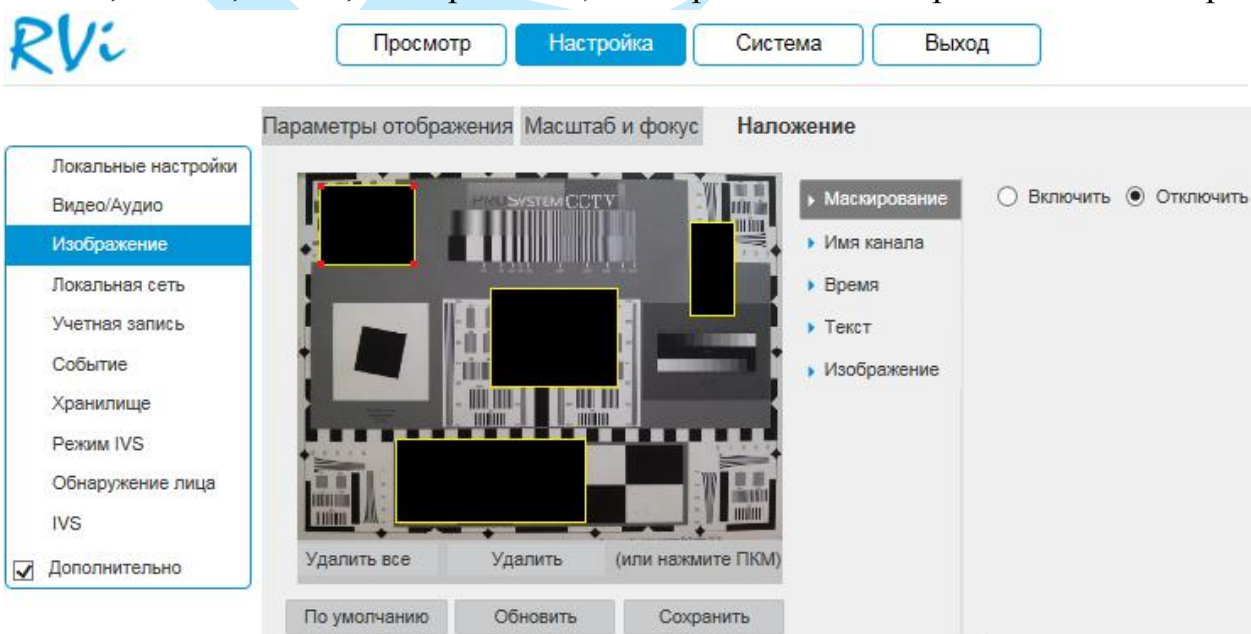 RVi
Просмотр
Настройка
Система
Выход
Параметры отображения
Масштаб и фокус
Наложение
Локальные настройки
Видео/Аудио
Изображение
Локальная сеть
Учетная запись
Событие
Хранилище
Режим IVS
Обнаружение лица
IVS
Дополнительно
SYSTEM CCTV
Маскирование
Имя канала
Время
Текст
Изображение
Включить
Отключить
Удалить все
Удалить
(или нажмите ПКМ)
По умолчанию
Обновить
Сохранить